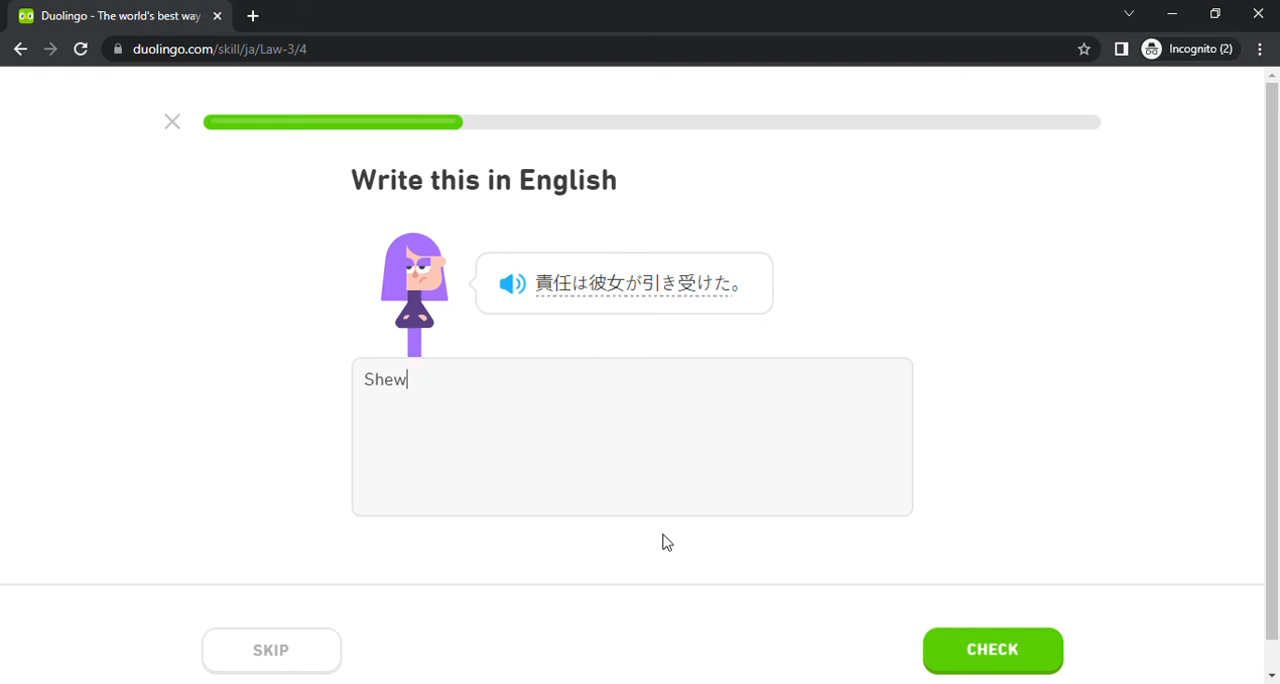 Duolingo - The world's best way
duolingo.com/skill/ja/Law-3/4
Incognito (2)
Write this in English
責任は彼女が引き受けた。
Shew
SKIP
CHECK